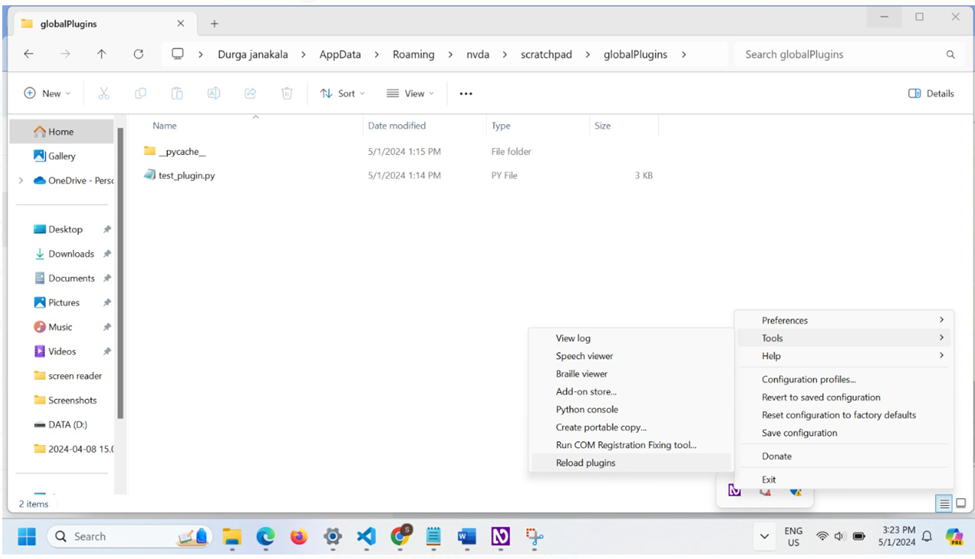 globalPlugins
Durga janakala > AppData > Roaming > nvda > scratchpad > globalPlugins >
Search globalPlugins
New
Sort
View
Details
Name Date modified Type Size
__pycache__ 5/1/2024 1:15 PM File folder
test_plugin.py 5/1/2024 1:14 PM PY File 3 KB
Home
Gallery
OneDrive - Perso
Desktop
Downloads
Documents
Pictures
Music
Videos
screen reader
Screenshots
DATA (D:)
2024-04-08 15.0
2 items
View log
Speech viewer
Braille viewer
Add-on store...
Python console
Create portable copy...
Run COM Registration Fixing tool...
Reload plugins
Preferences
Tools
Help
Configuration profiles...
Revert to saved configuration
Reset configuration to factory defaults
Save configuration
Donate
Exit
Search
S
ENG
US
3:23 PM
5/1/2024
PRE